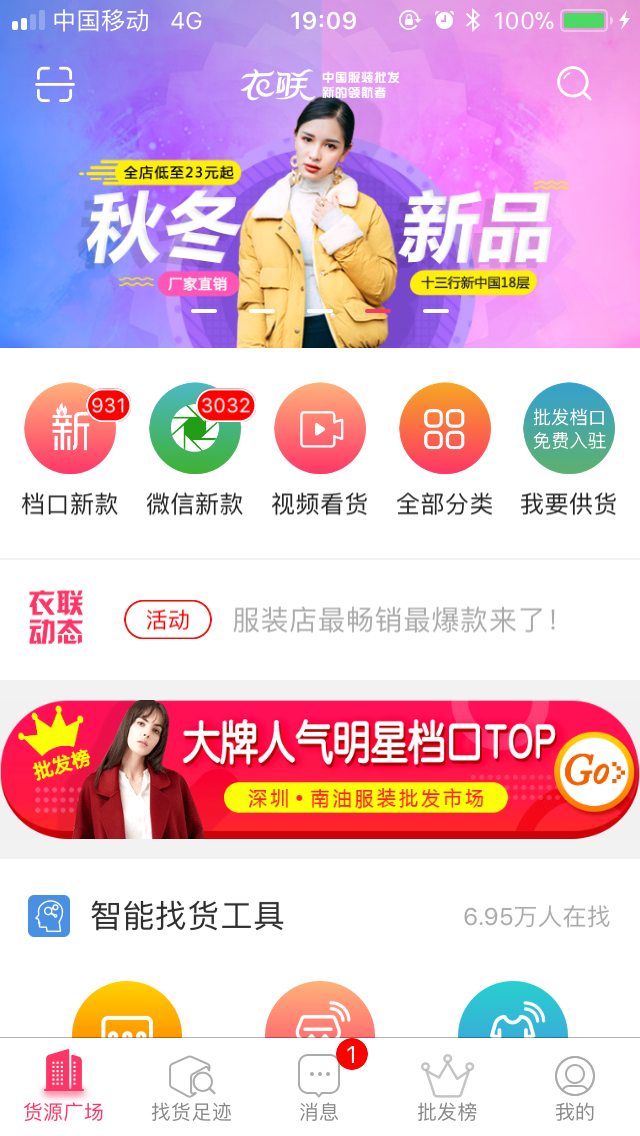 中国移动 4G 19:09 100%
衣联 中国服装批发
新的领航者
全店低至23元起
秋冬 新品
厂家直销 十三行新中国18层
新 931 3032 批发档口
免费入驻
档口新款 微信新款 视频看货 全部分类 我要供货
衣联
动态
活动 服装店最畅销最爆款来了!
大牌人气明星档口TOP
批发榜 Go
深圳•南油服装批发市场
智能找货工具 6.95万人在找
1
货源广场 找货足迹 消息 批发榜 我的